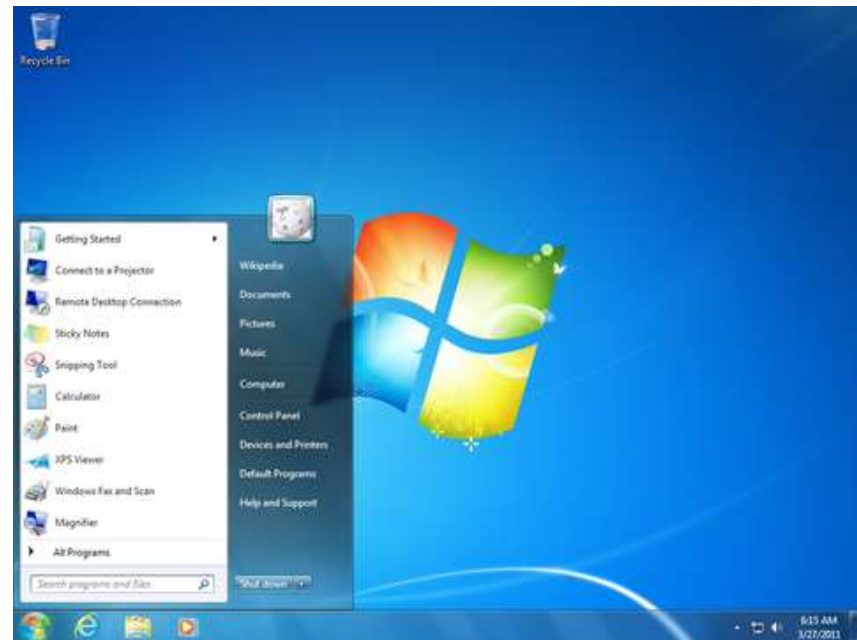 Recycle Bin
Getting Started
Connect to a Projector
Remote Desktop Connection
Sticky Notes
Snipping Tool
Calculator
Paint
XPS Viewer
Windows Fax and Scan
Magnifier
All Programs
Search programs and files
Wikipedia
Documents
Pictures
Music
Computer
Control Panel
Devices and Printers
Default Programs
Help and Support
Shut down
6:15 AM
3/27/2011